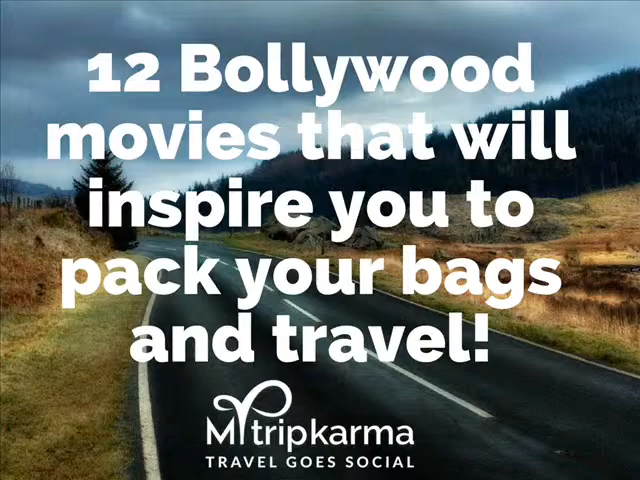 12 Bollywood
movies that will
inspire you to
pack your bags
and travel!
Mytripkarma
TRAVEL GOES SOCIAL